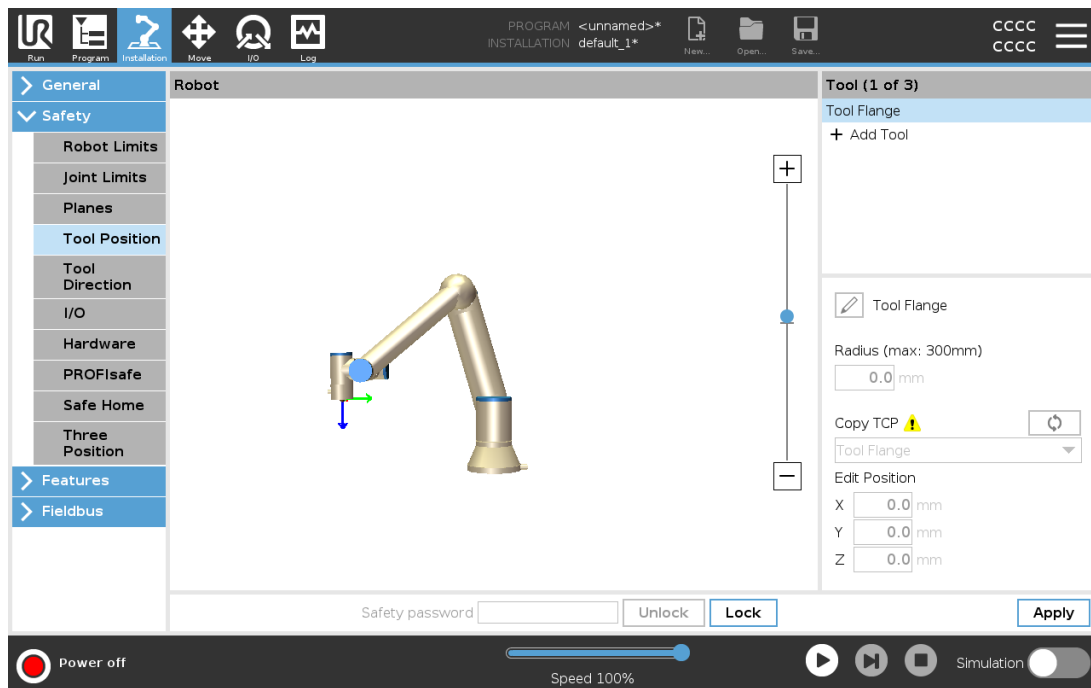 Run
Program
Installation
Move
I/O
Log
PROGRAM <unnamed>*
INSTALLATION default_1*
New...
Open...
Save...
CCCC
CCCC
General
Safety
Robot Limits
Joint Limits
Planes
Tool Position
Tool
Direction
I/O
Hardware
PROFIsafe
Safe Home
Three
Position
Features
Fieldbus
Robot
+
−
Tool (1 of 3)
Tool Flange
+ Add Tool
Tool Flange
Radius (max: 300mm)
0.0 mm
Copy TCP
Tool Flange
Edit Position
X 0.0 mm
Y 0.0 mm
Z 0.0 mm
Safety password
Unlock
Lock
Apply
Power off
Speed 100%
Simulation